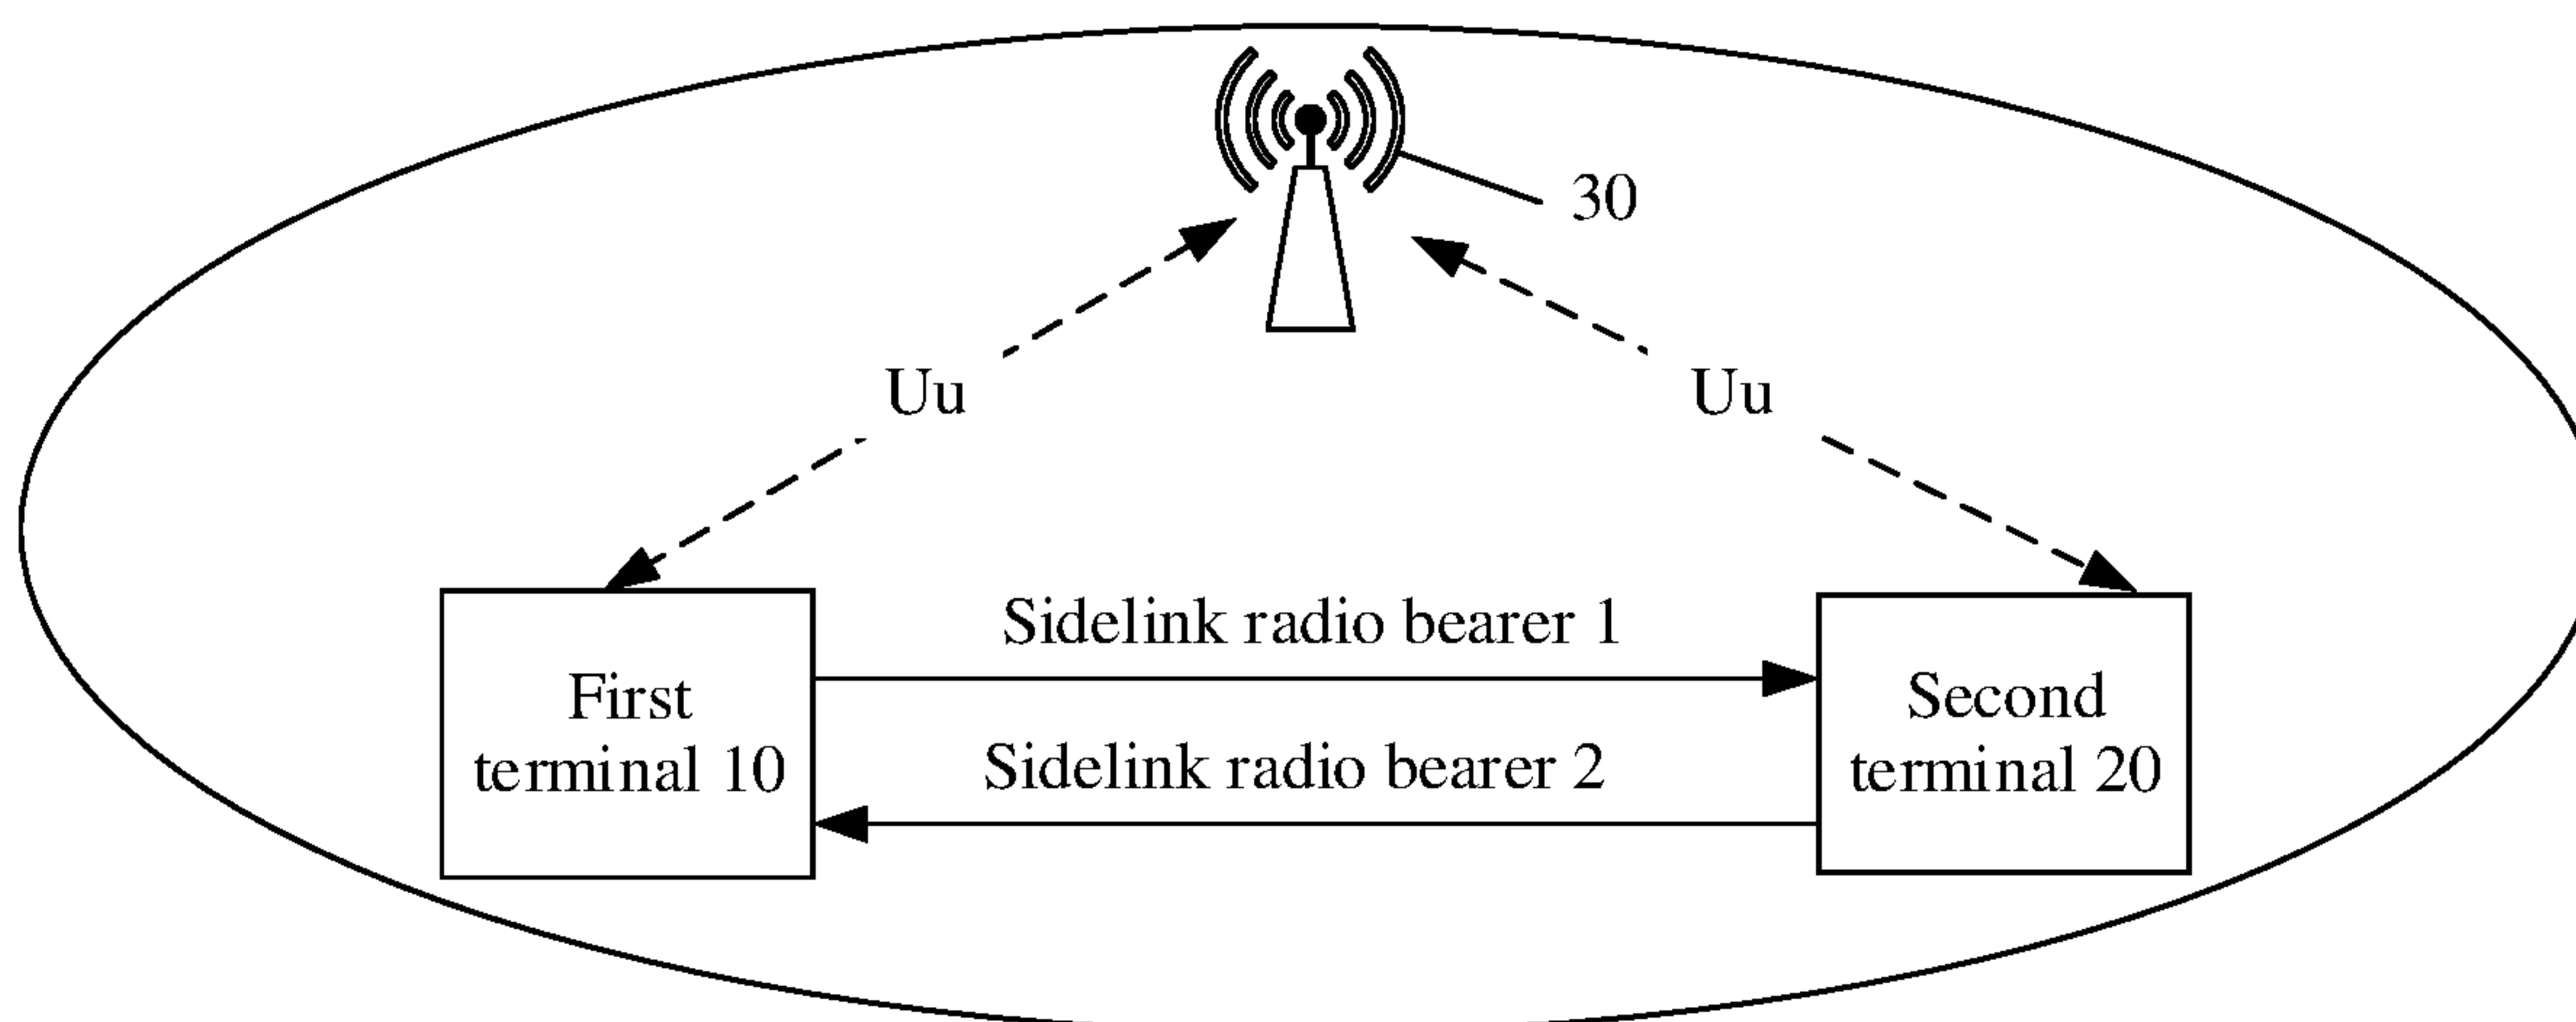 30
Uu
Uu
Sidelink radio bearer 1
First
terminal 10
Second
terminal 20
Sidelink radio bearer 2